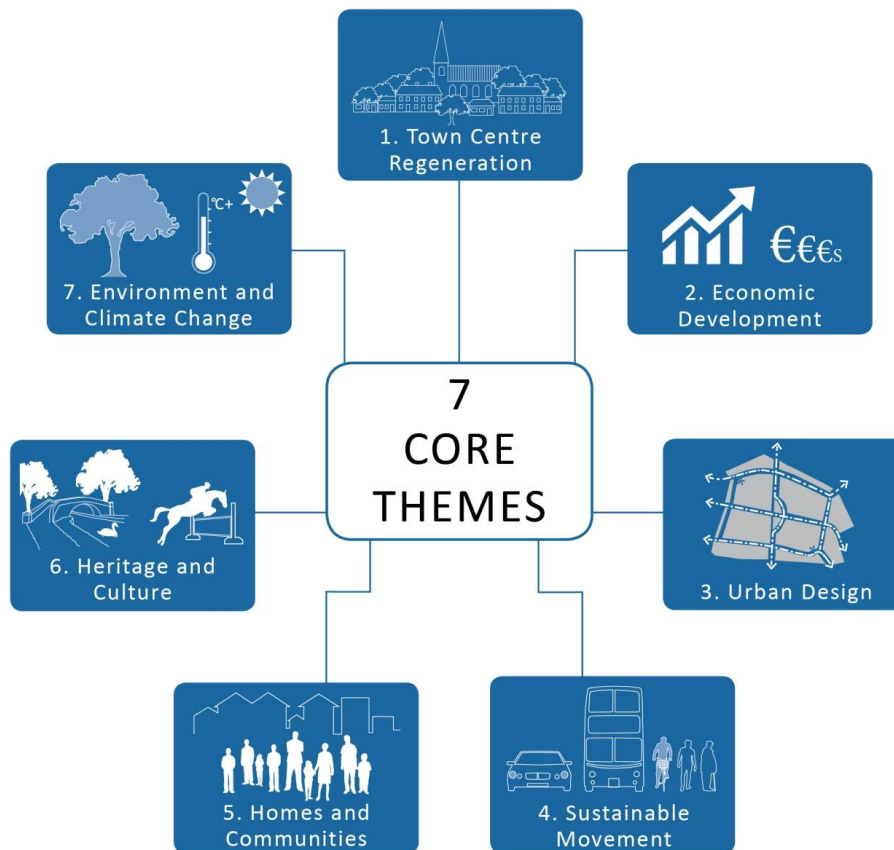 1. Town Centre
Regeneration
°C+
7. Environment and
Climate Change
€€€s
2. Economic
Development
7
CORE
THEMES
6. Heritage and
Culture
3. Urban Design
5. Homes and
Communities
4. Sustainable
Movement